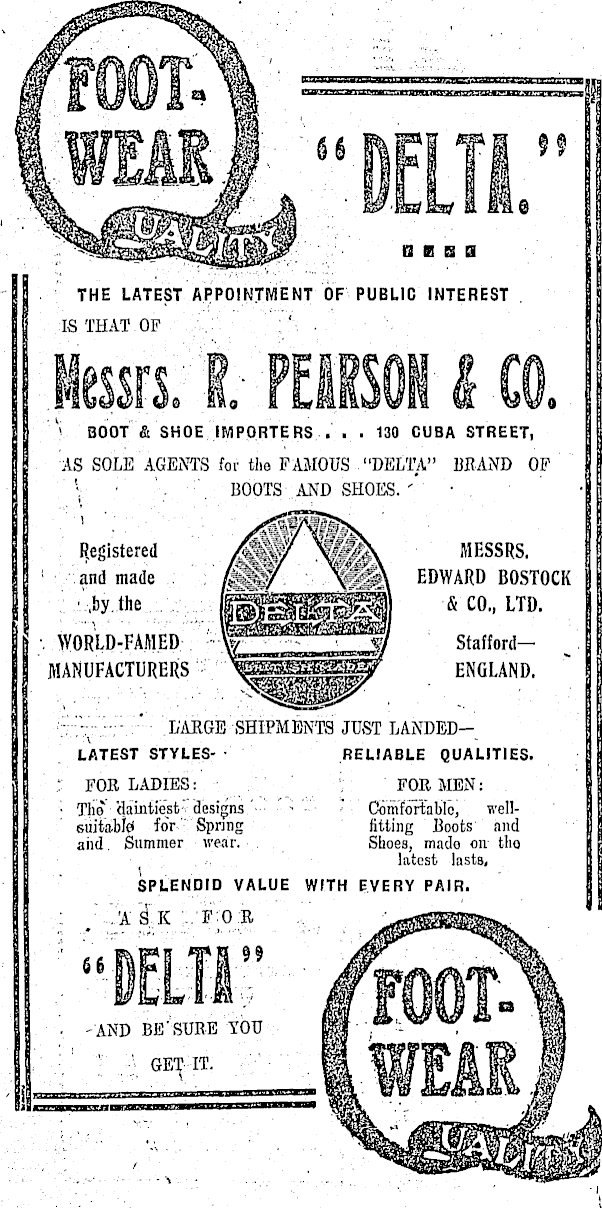 FOOT-
WEAR
QUALITY
"DELTA."
THE LATEST APPOINTMENT OF PUBLIC INTEREST
IS THAT OF
Messrs. R. PEARSON & CO.
BOOT & SHOE IMPORTERS . . . 130 CUBA STREET,
AS SOLE AGENTS for the FAMOUS "DELTA" BRAND OF
BOOTS AND SHOES.
Registered
and made
by the
WORLD-FAMED
MANUFACTURERS
DELTA
MESSRS.
EDWARD BOSTOCK
& CO., LTD.
Stafford—
ENGLAND.
LARGE SHIPMENTS JUST LANDED—
LATEST STYLES-
FOR LADIES:
The daintiest designs
suitable for Spring
and Summer wear.
RELIABLE QUALITIES.
FOR MEN:
Comfortable, well-
fitting Boots and
Shoes, made on the
latest lasts,
SPLENDID VALUE WITH EVERY PAIR.
ASK FOR
"DELTA"
AND BE SURE YOU
GET IT.
FOOT-
WEAR
QUALITY